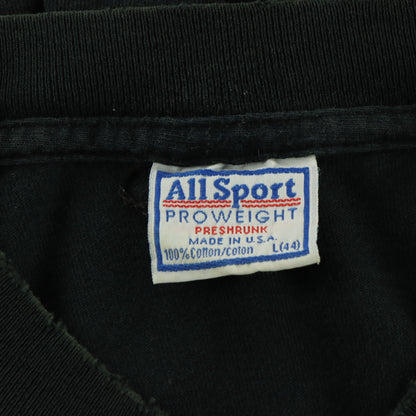 All Sport
PROWEIGHT
PRESHRUNK
MADE IN U.S.A.
100% Cotton/coton L(44)